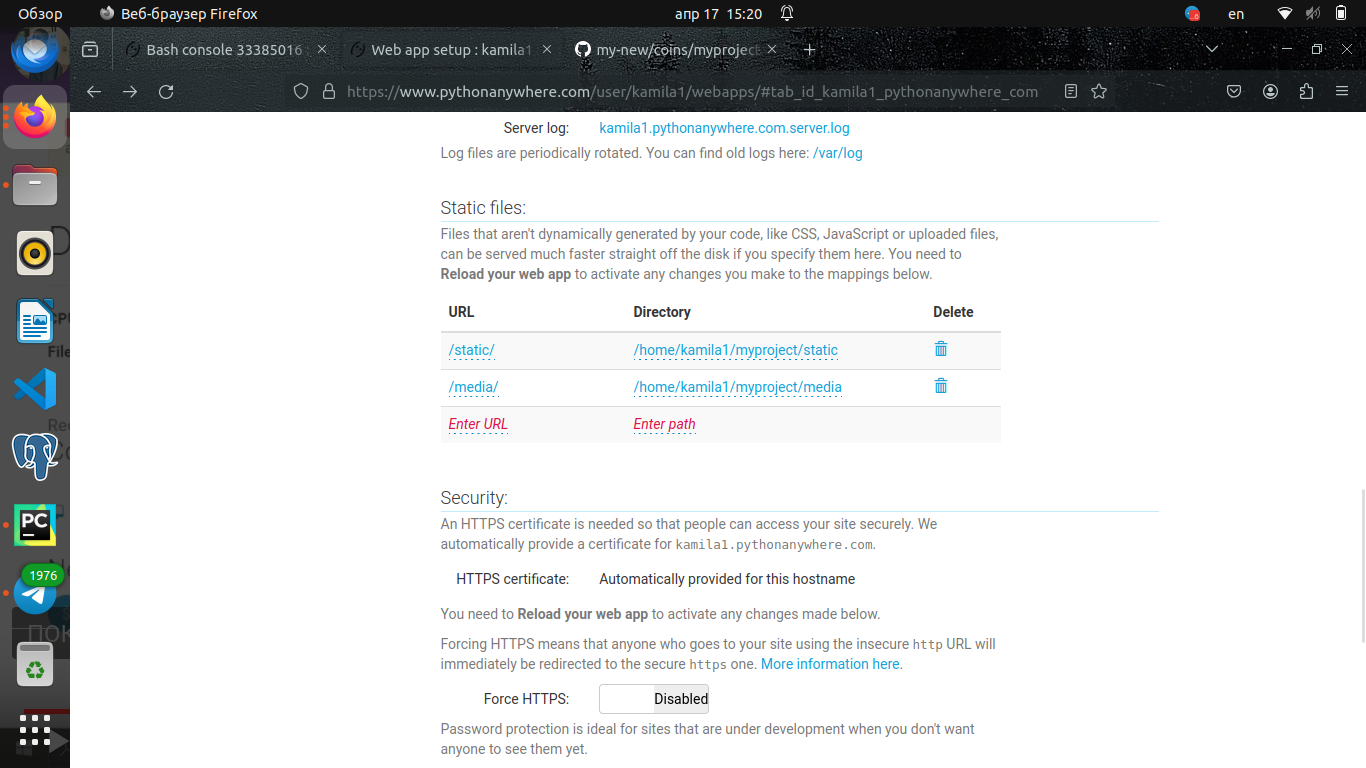 Обзор
Веб-браузер Firefox
апр 17 15:20
6
en
Bash console 33385016 :
Web app setup : kamila1
my-new/coins/myproject
https://www.pythonanywhere.com/user/kamila1/webapps/#tab_id_kamila1_pythonanywhere_com
Server log: kamila1.pythonanywhere.com.server.log
Log files are periodically rotated. You can find old logs here: /var/log
Static files:
Files that aren't dynamically generated by your code, like CSS, JavaScript or uploaded files,
can be served much faster straight off the disk if you specify them here. You need to
Reload your web app to activate any changes you make to the mappings below.
URL Directory Delete
/static/ /home/kamila1/myproject/static
/media/ /home/kamila1/myproject/media
Enter URL Enter path
Security:
An HTTPS certificate is needed so that people can access your site securely. We
automatically provide a certificate for kamila1.pythonanywhere.com.
HTTPS certificate: Automatically provided for this hostname
You need to Reload your web app to activate any changes made below.
Forcing HTTPS means that anyone who goes to your site using the insecure http URL will
immediately be redirected to the secure https one. More information here.
Force HTTPS: Disabled
Password protection is ideal for sites that are under development when you don't want
anyone to see them yet.
PC
1976